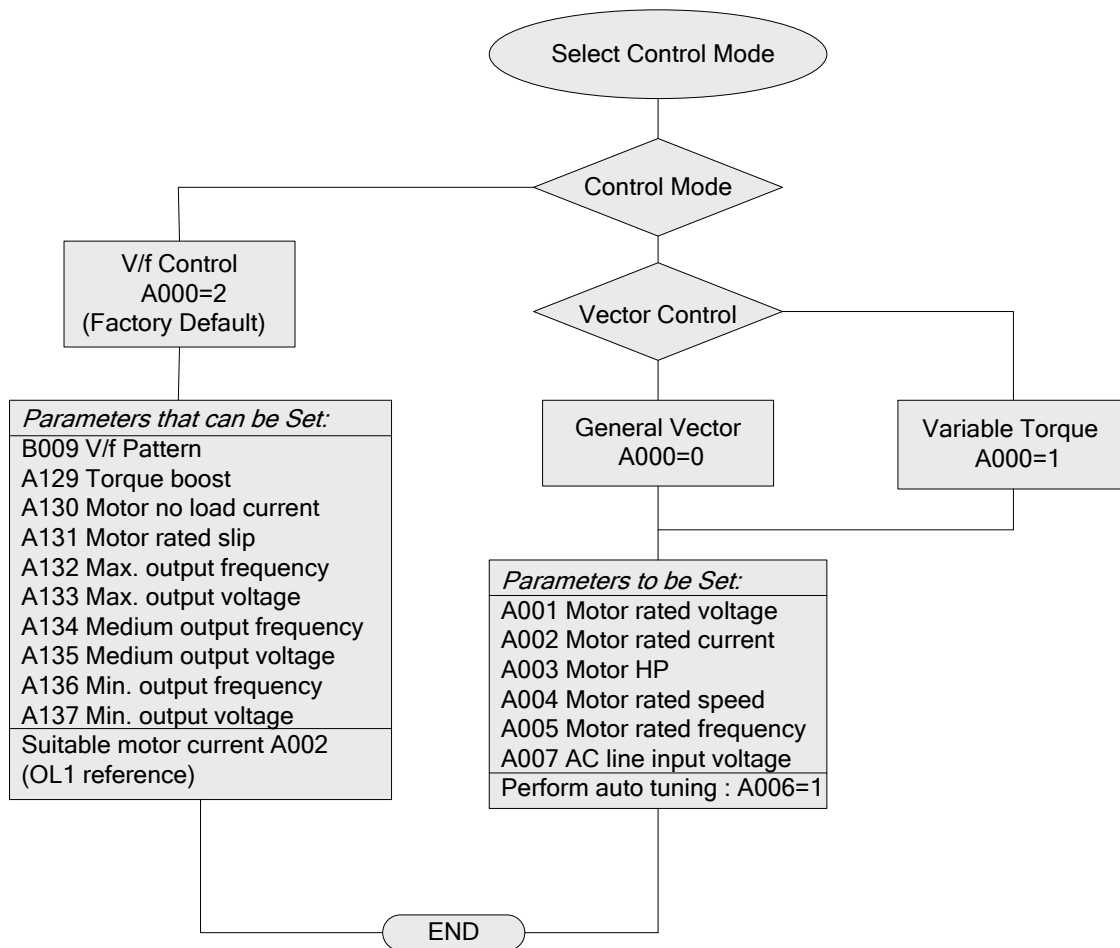 Select Control Mode
Control Mode
V/f Control
A000=2
(Factory Default)
Vector Control
General Vector
A000=0
Variable Torque
A000=1
Parameters that can be Set:
B009 V/f Pattern
A129 Torque boost
A130 Motor no load current
A131 Motor rated slip
A132 Max. output frequency
A133 Max. output voltage
A134 Medium output frequency
A135 Medium output voltage
A136 Min. output frequency
A137 Min. output voltage
Suitable motor current A002
(OL1 reference)
Parameters to be Set:
A001 Motor rated voltage
A002 Motor rated current
A003 Motor HP
A004 Motor rated speed
A005 Motor rated frequency
A007 AC line input voltage
Perform auto tuning : A006=1
END